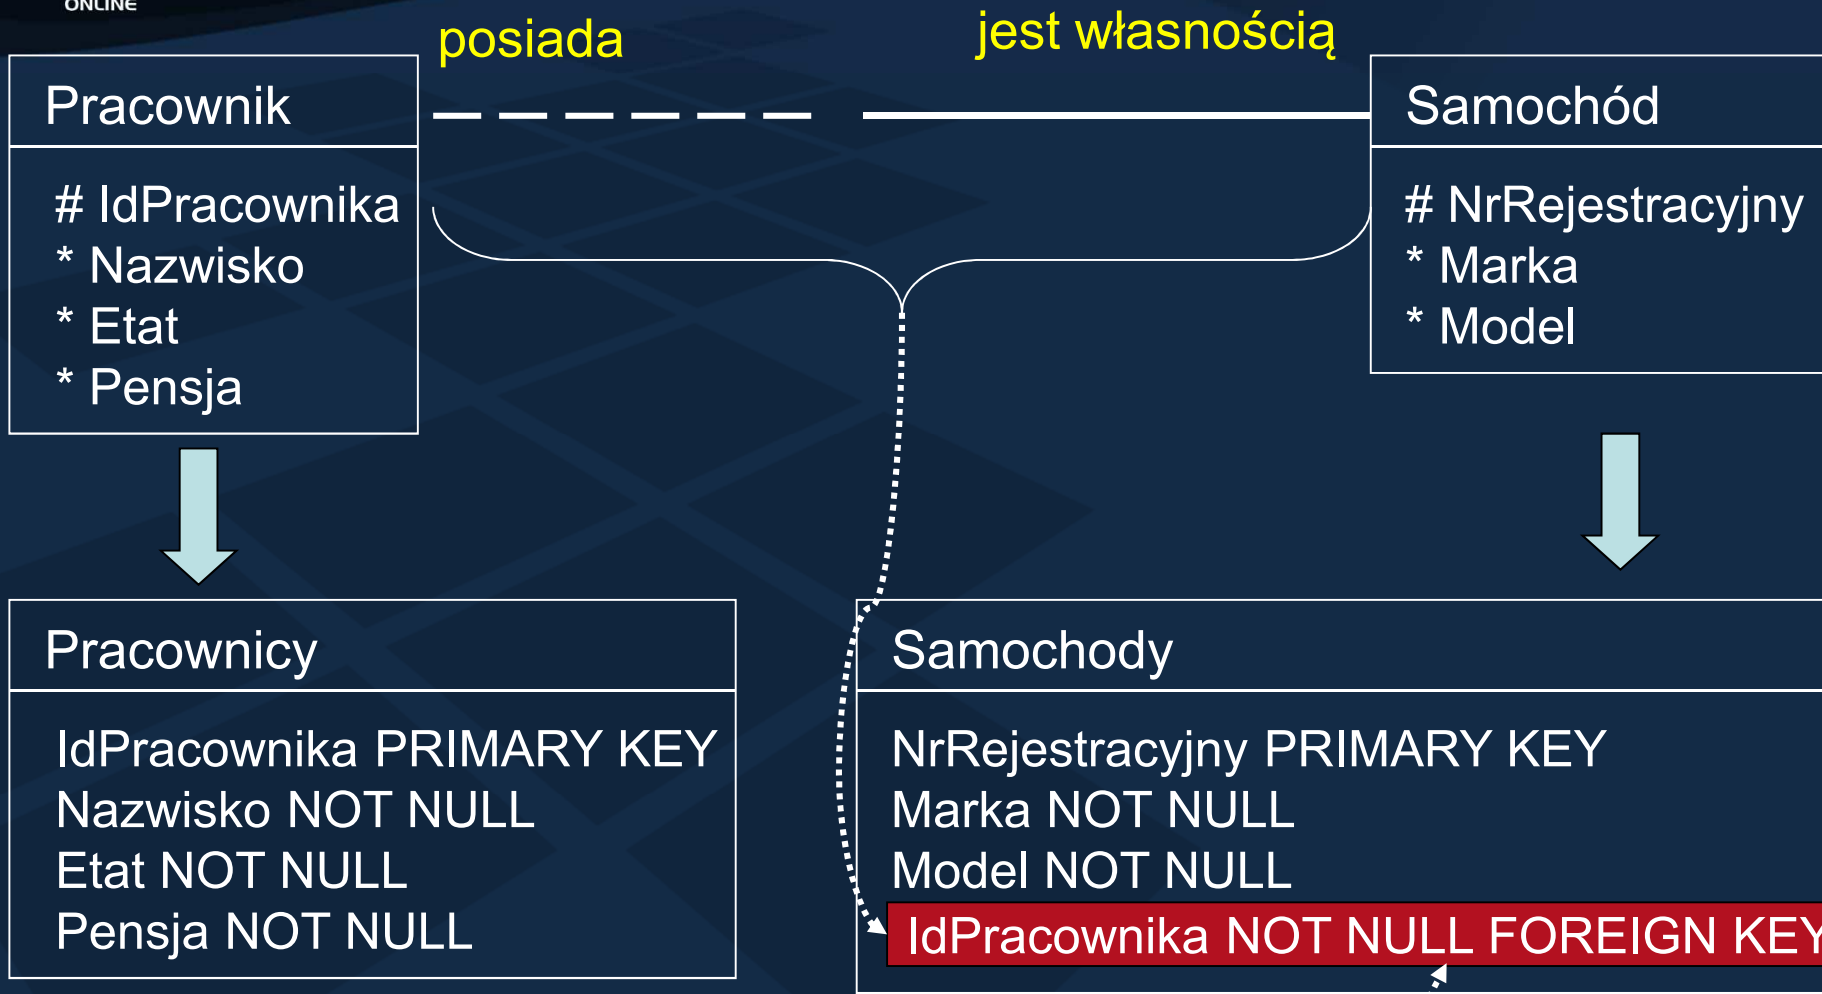 ONLINE
posiada
jest własnością
Pracownik
# IdPracownika
* Nazwisko
* Etat
* Pensja
Samochód
# NrRejestracyjny
* Marka
* Model
Pracownicy
IdPracownika PRIMARY KEY
Nazwisko NOT NULL
Etat NOT NULL
Pensja NOT NULL
Samochody
NrRejestracyjny PRIMARY KEY
Marka NOT NULL
Model NOT NULL
IdPracownika NOT NULL FOREIGN KEY